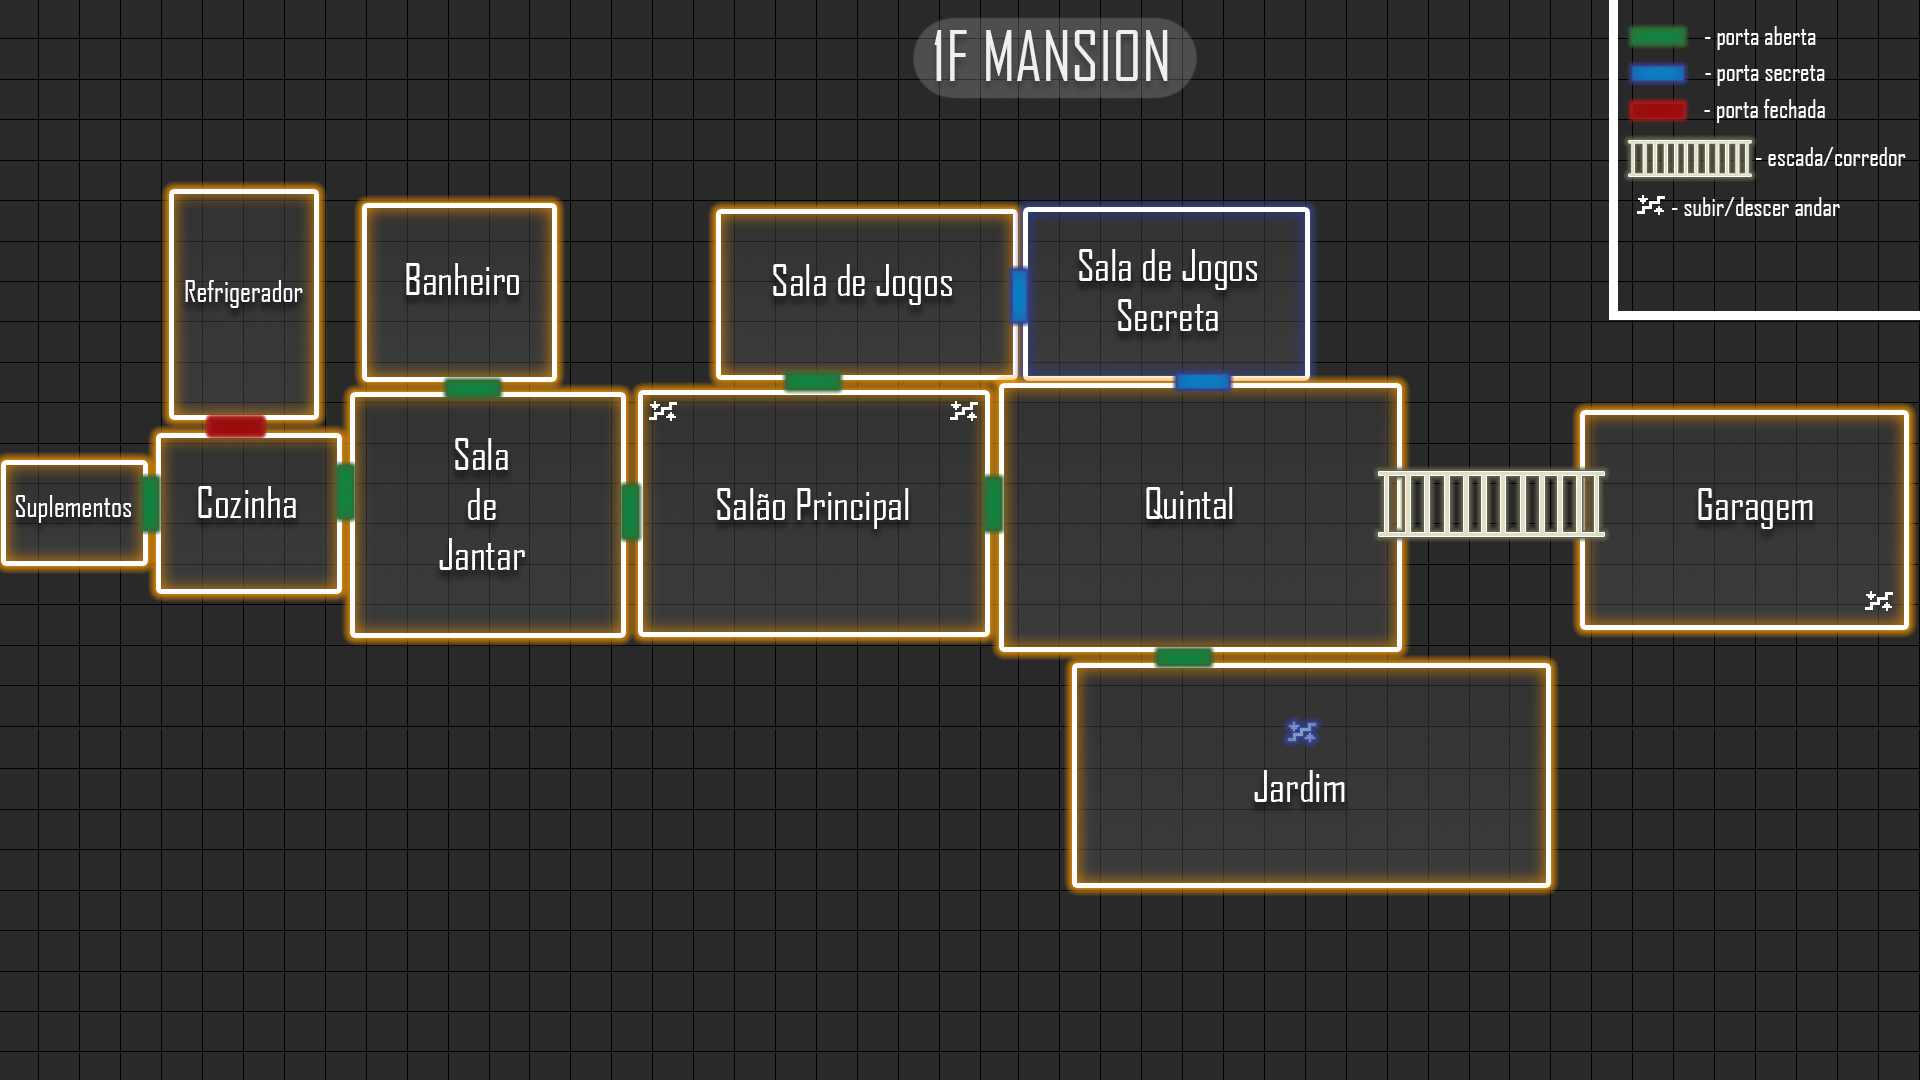 1F MANSION
- porta aberta
- porta secreta
- porta fechada
- escada/corredor
- subir/descer andar
Refrigerador
Banheiro
Sala de Jogos
Sala de Jogos
Secreta
Suplementos
Cozinha
Sala
de
Jantar
Salão Principal
Quintal
Garagem
Jardim